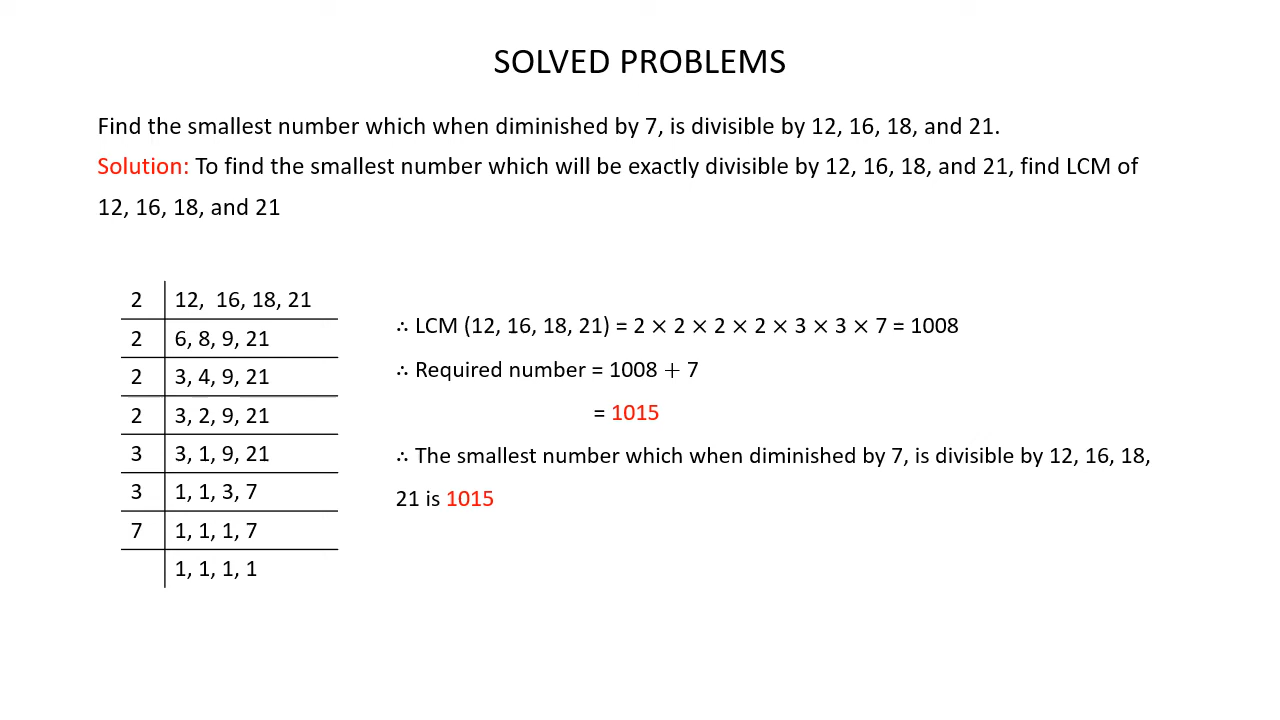 SOLVED PROBLEMS
Find the smallest number which when diminished by 7, is divisible by 12, 16, 18, and 21.
Solution: To find the smallest number which will be exactly divisible by 12, 16, 18, and 21, find LCM of
12, 16, 18, and 21
2 12, 16, 18, 21
2 6, 8, 9, 21
2 3, 4, 9, 21
2 3, 2, 9, 21
3 3, 1, 9, 21
3 1, 1, 3, 7
7 1, 1, 1, 7
1, 1, 1, 1
∴ LCM (12, 16, 18, 21) = 2 × 2 × 2 × 2 × 3 × 3 × 7 = 1008
∴ Required number = 1008 + 7
= 1015
∴ The smallest number which when diminished by 7, is divisible by 12, 16, 18,
21 is 1015